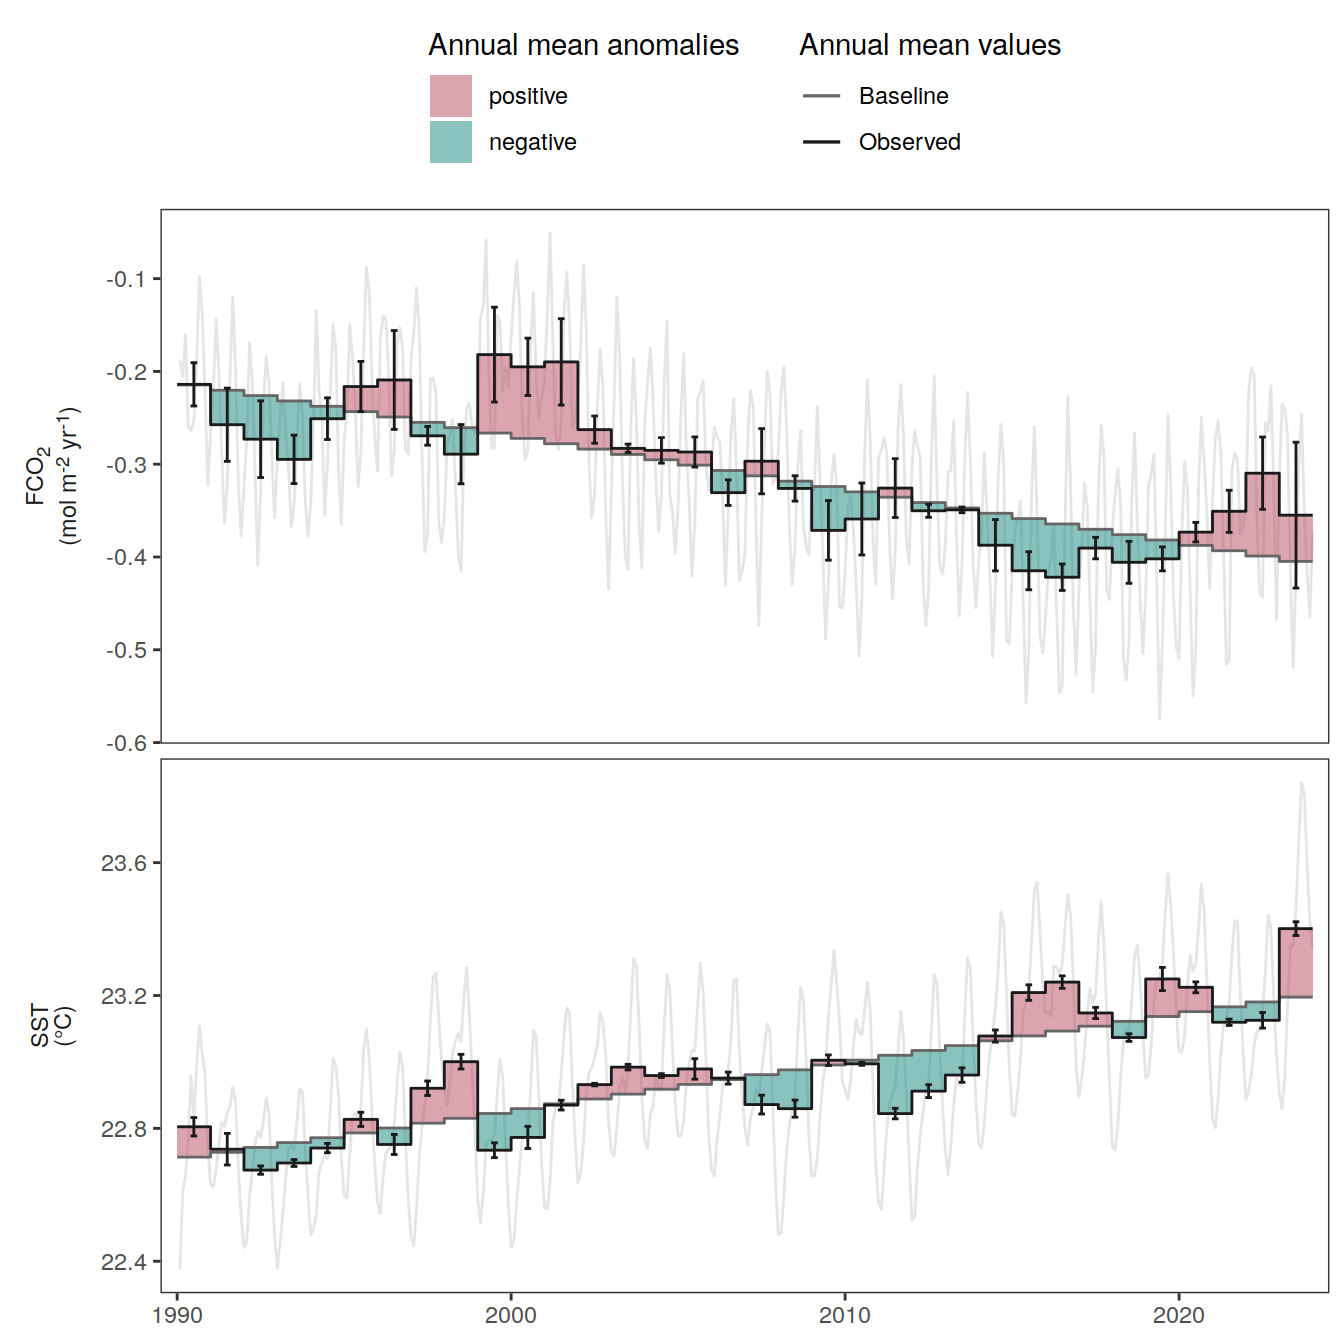 Annual mean anomalies
positive
negative
Annual mean values
Baseline
Observed
FCO₂
(mol m⁻² yr⁻¹)
-0.1
-0.2
-0.3
-0.4
-0.5
-0.6
SST
(°C)
23.6
23.2
22.8
22.4
1990
2000
2010
2020